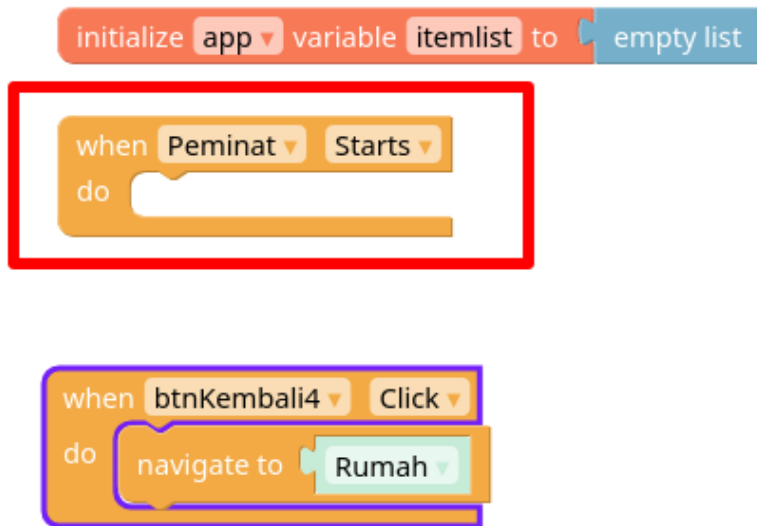 initialize app variable itemlist to empty list
when Peminat Starts
do
when btnKembali4 Click
do navigate to Rumah